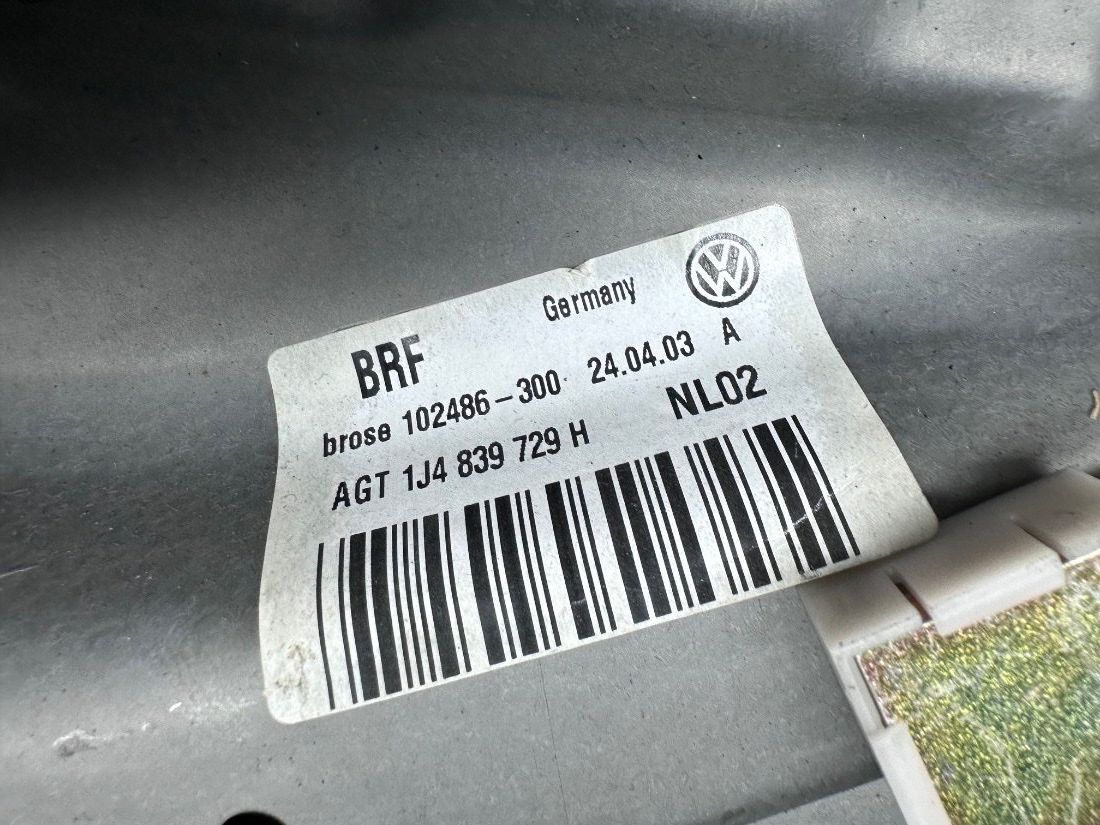 Germany
BRF
brose 102486-300 24.04.03 A
AGT 1J4 839 729 H NL02